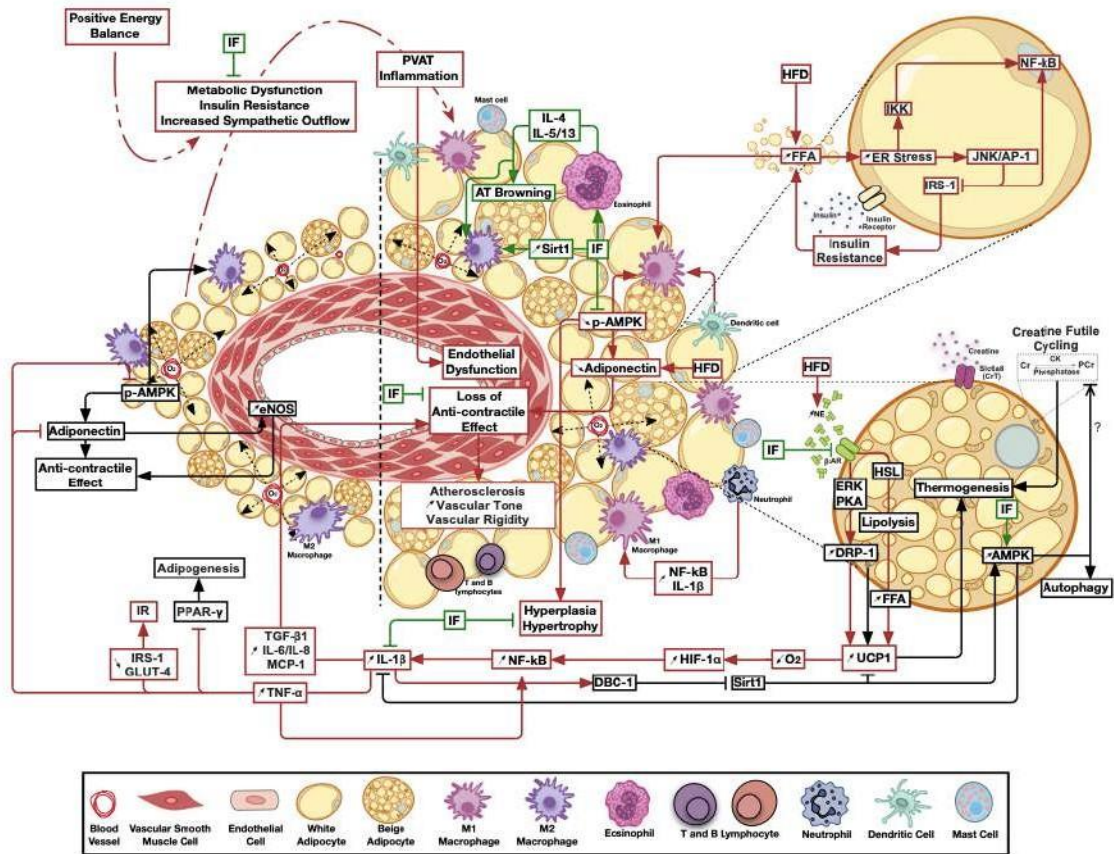 Positive Energy
Balance
IF
Metabolic Dysfunction
Insulin Resistance
Increased Sympathetic Outflow
PVAT
Inflammation
Mast cell
IL-4
IL-5/13
AT Browning
Eosinophil
Sirt1
IF
p-AMPK
Adiponectin
HFD
Dendritic cell
HFD
FFA
ER Stress
IKK
NF-kB
JNK/AP-1
IRS-1
Insulin
Insulin
Receptor
Insulin
Resistance
O₂
O₂
O₂
O₂
p-AMPK
Adiponectin
Anti-contractile
Effect
eNOS
IF
Endothelial
Dysfunction
Loss of
Anti-contractile
Effect
Atherosclerosis
Vascular Tone
Vascular Rigidity
M2
Macrophage
T and B
lymphocytes
M1
Macrophage
Neutrophil
NF-kB
IL-1β
Hyperplasia
Hypertrophy
IF
Creatine Futile
Cycling
Creatine
Slc6a8
(CrT)
CK
Cr
PCr
Phosphatase
?
HFD
NE
IF
β-AR
ERK
PKA
HSL
Lipolysis
Thermogenesis
IF
DRP-1
AMPK
FFA
Autophagy
Adipogenesis
PPAR-γ
IR
IRS-1
GLUT-4
TGF-β1
IL-6/IL-8
MCP-1
TNF-α
IL-1β
NF-kB
HIF-1α
O₂
UCP1
DBC-1
Sirt1
Blood
Vessel
Vascular Smooth
Muscle Cell
Endothelial
Cell
White
Adipocyte
Beige
Adipocyte
M1
Macrophage
M2
Macrophage
Eosinophil
T and B Lymphocyte
Neutrophil
Dendritic Cell
Mast Cell